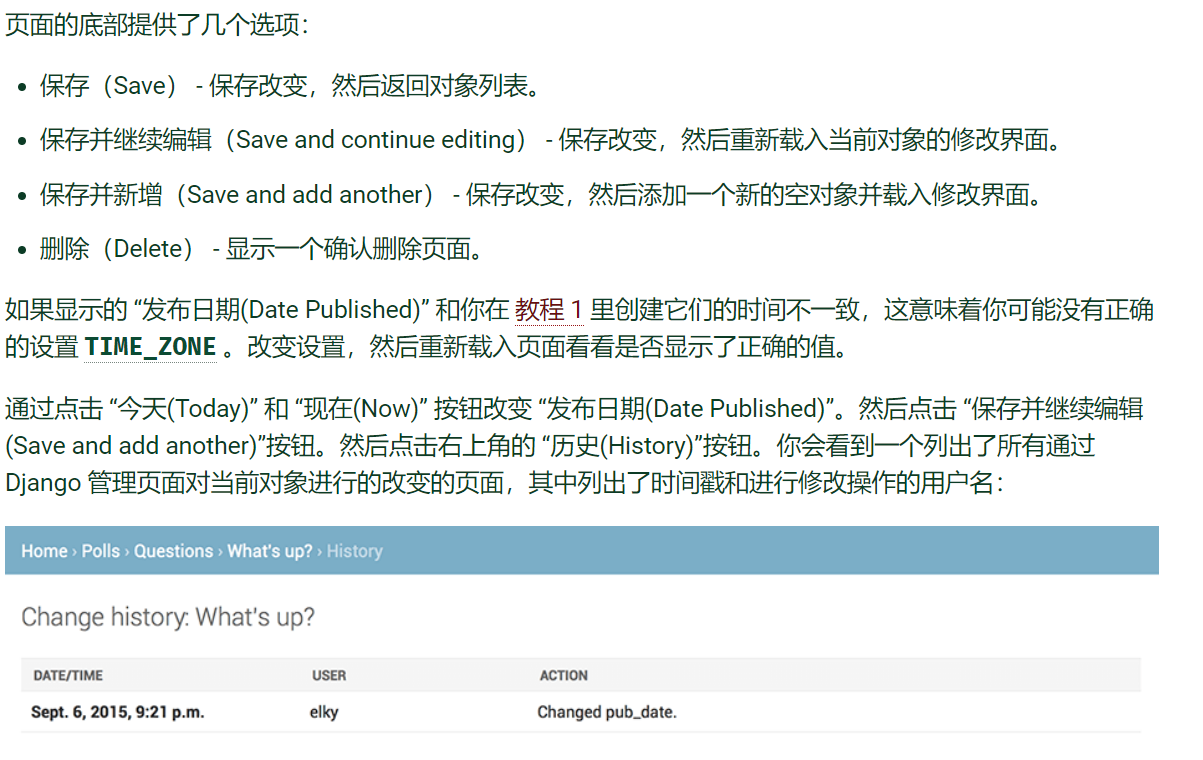 页面的底部提供了几个选项：
• 保存（Save） - 保存改变，然后返回对象列表。
• 保存并继续编辑（Save and continue editing） - 保存改变，然后重新载入当前对象的修改界面。
• 保存并新增（Save and add another） - 保存改变，然后添加一个新的空对象并载入修改界面。
• 删除（Delete） - 显示一个确认删除页面。
如果显示的 “发布日期(Date Published)” 和你在 教程 1 里创建它们的时间不一致，这意味着你可能没有正确
的设置 TIME_ZONE 。改变设置，然后重新载入页面看看是否显示了正确的值。
通过点击 “今天(Today)” 和 “现在(Now)” 按钮改变 “发布日期(Date Published)”。然后点击 “保存并继续编辑
(Save and add another)”按钮。然后点击右上角的 “历史(History)”按钮。你会看到一个列出了所有通过
Django 管理页面对当前对象进行的改变的页面，其中列出了时间戳和进行修改操作的用户名：
Home › Polls › Questions › What's up? › History
Change history: What's up?
DATE/TIME USER ACTION
Sept. 6, 2015, 9:21 p.m. elky Changed pub_date.